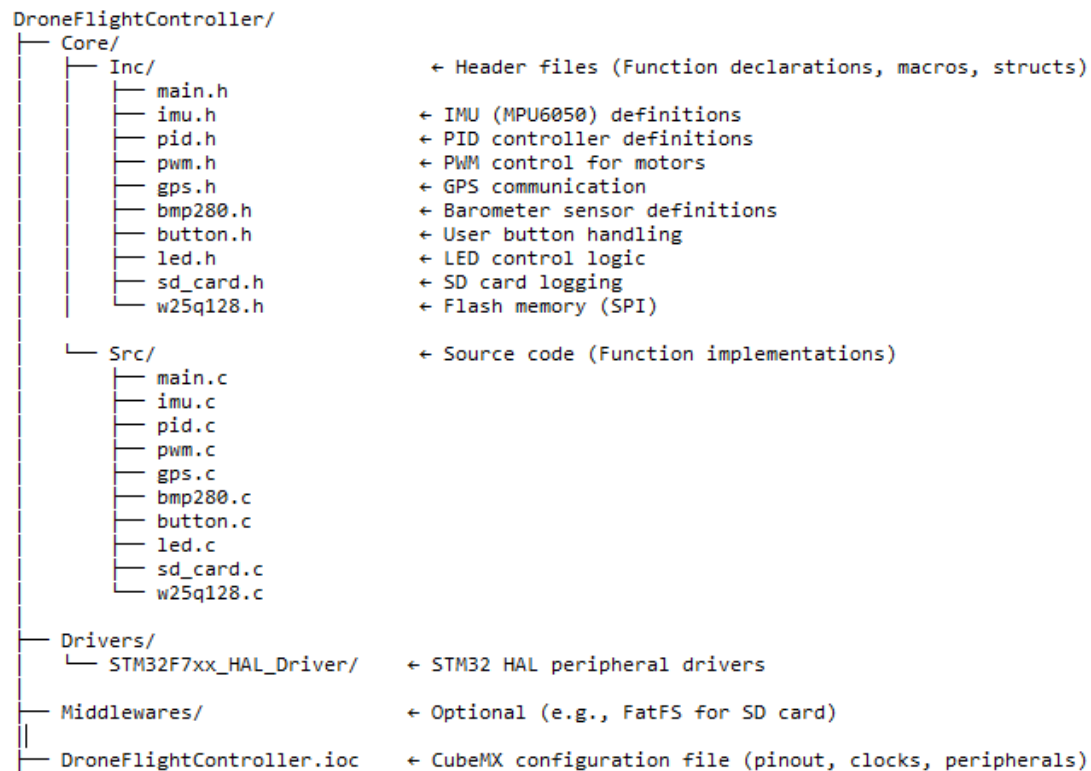 DroneFlightController/
├── Core/
│   ├── Inc/                       ← Header files (Function declarations, macros, structs)
│   │   ├── main.h
│   │   ├── imu.h                 ← IMU (MPU6050) definitions
│   │   ├── pid.h                 ← PID controller definitions
│   │   ├── pwm.h                 ← PWM control for motors
│   │   ├── gps.h                 ← GPS communication
│   │   ├── bmp280.h              ← Barometer sensor definitions
│   │   ├── button.h              ← User button handling
│   │   ├── led.h                 ← LED control logic
│   │   ├── sd_card.h             ← SD card logging
│   │   └── w25q128.h             ← Flash memory (SPI)
│
│   └── Src/                      ← Source code (Function implementations)
│       ├── main.c
│       ├── imu.c
│       ├── pid.c
│       ├── pwm.c
│       ├── gps.c
│       ├── bmp280.c
│       ├── button.c
│       ├── led.c
│       ├── sd_card.c
│       └── w25q128.c
│
├── Drivers/
│   └── STM32F7xx_HAL_Driver/    ← STM32 HAL peripheral drivers
│
├── Middlewares/                 ← Optional (e.g., FatFS for SD card)
||
├── DroneFlightController.ioc    ← CubeMX configuration file (pinout, clocks, peripherals)